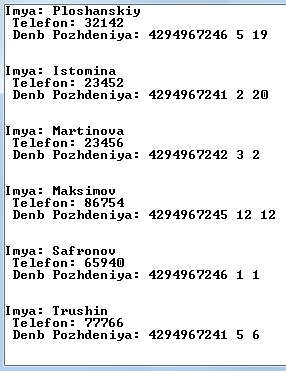 Imya: Ploshanskiy
Telefon: 32142
Denb Pozhdeniya: 4294967246 5 19
Imya: Istomina
Telefon: 23452
Denb Pozhdeniya: 4294967241 2 20
Imya: Martinova
Telefon: 23456
Denb Pozhdeniya: 4294967242 3 2
Imya: Maksimov
Telefon: 86754
Denb Pozhdeniya: 4294967245 12 12
Imya: Safronov
Telefon: 65940
Denb Pozhdeniya: 4294967246 1 1
Imya: Trushin
Telefon: 77766
Denb Pozhdeniya: 4294967241 5 6